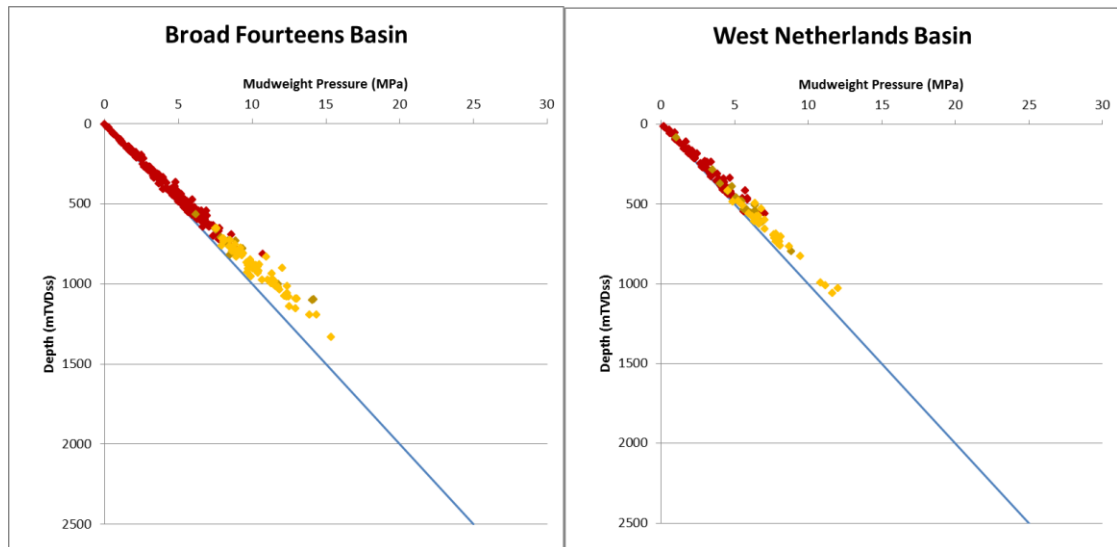 Broad Fourteens Basin
Mudweight Pressure (MPa)
0 5 10 15 20 25 30
0
500
1000
1500
2000
2500
Depth (mTVDss)
West Netherlands Basin
Mudweight Pressure (MPa)
0 5 10 15 20 25 30
0
500
1000
1500
2000
2500
Depth (mTVDss)